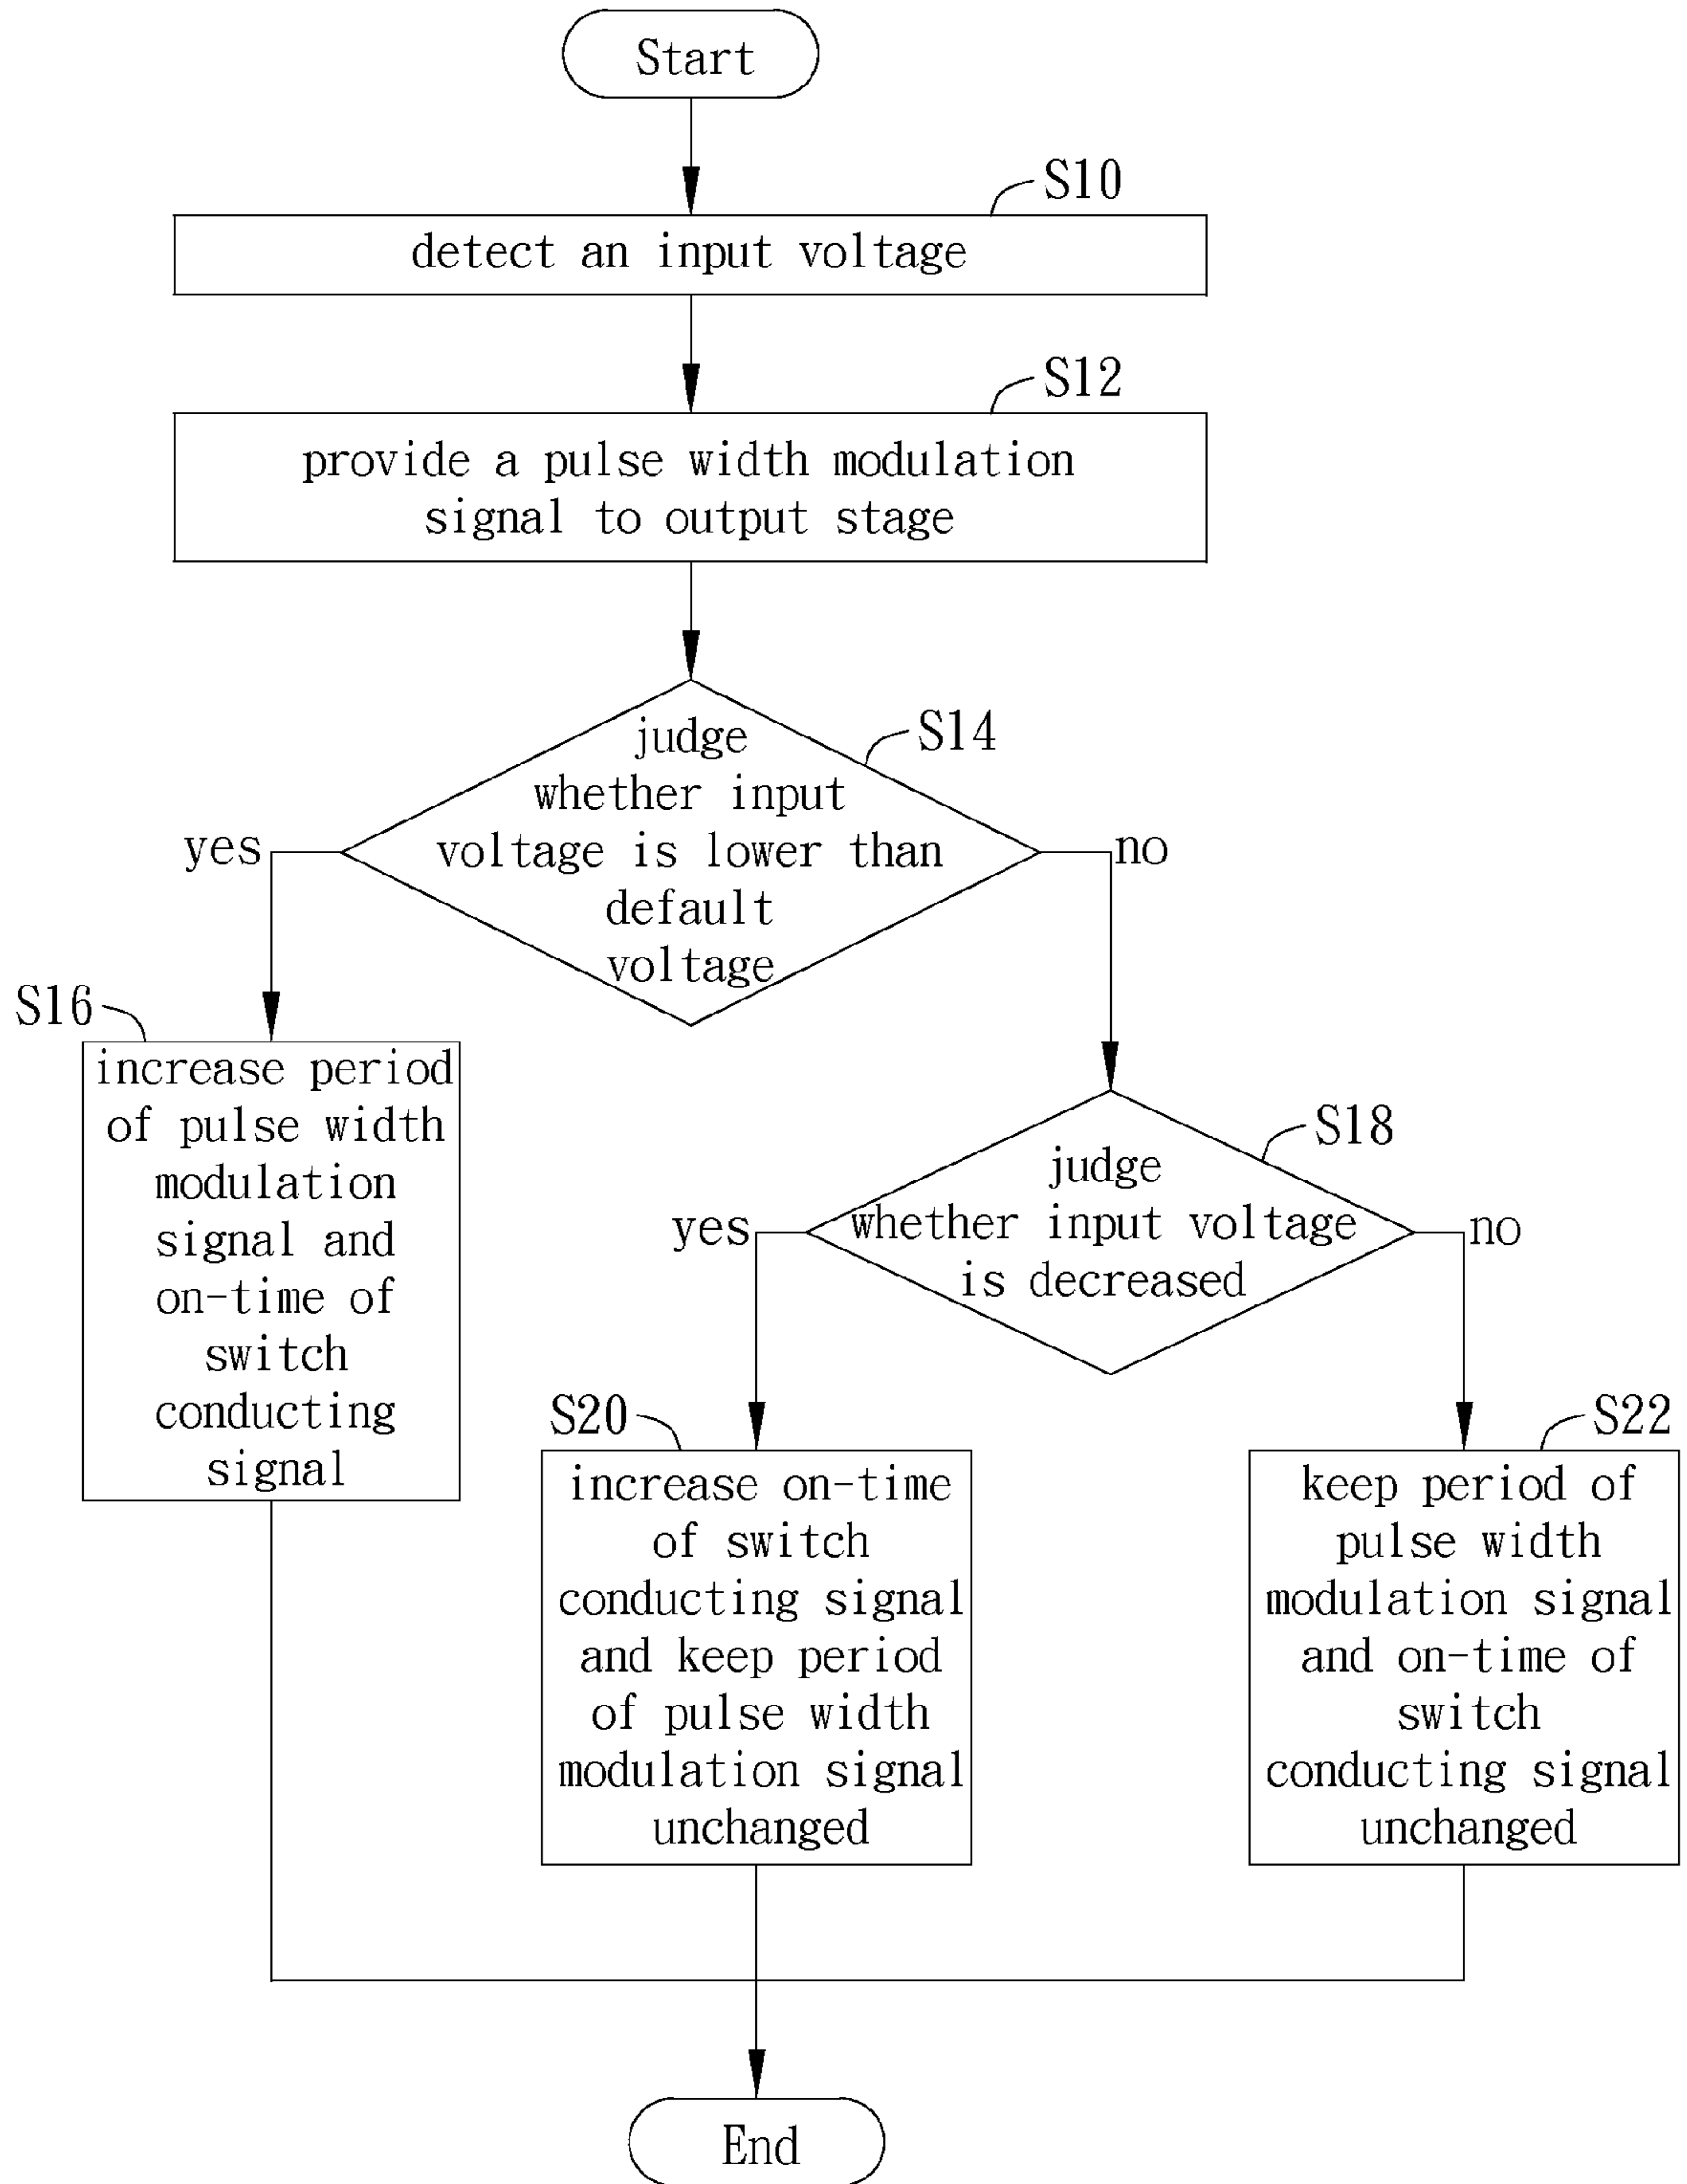 Start
S10
detect an input voltage
S12
provide a pulse width modulation
signal to output stage
S14
judge
whether input
voltage is lower than
default
voltage
yes
no
S16
increase period
of pulse width
modulation
signal and
on-time of
switch
conducting
signal
S18
judge
whether input voltage
is decreased
yes
no
S20
increase on-time
of switch
conducting signal
and keep period
of pulse width
modulation signal
unchanged
S22
keep period of
pulse width
modulation signal
and on-time of
switch
conducting signal
unchanged
End